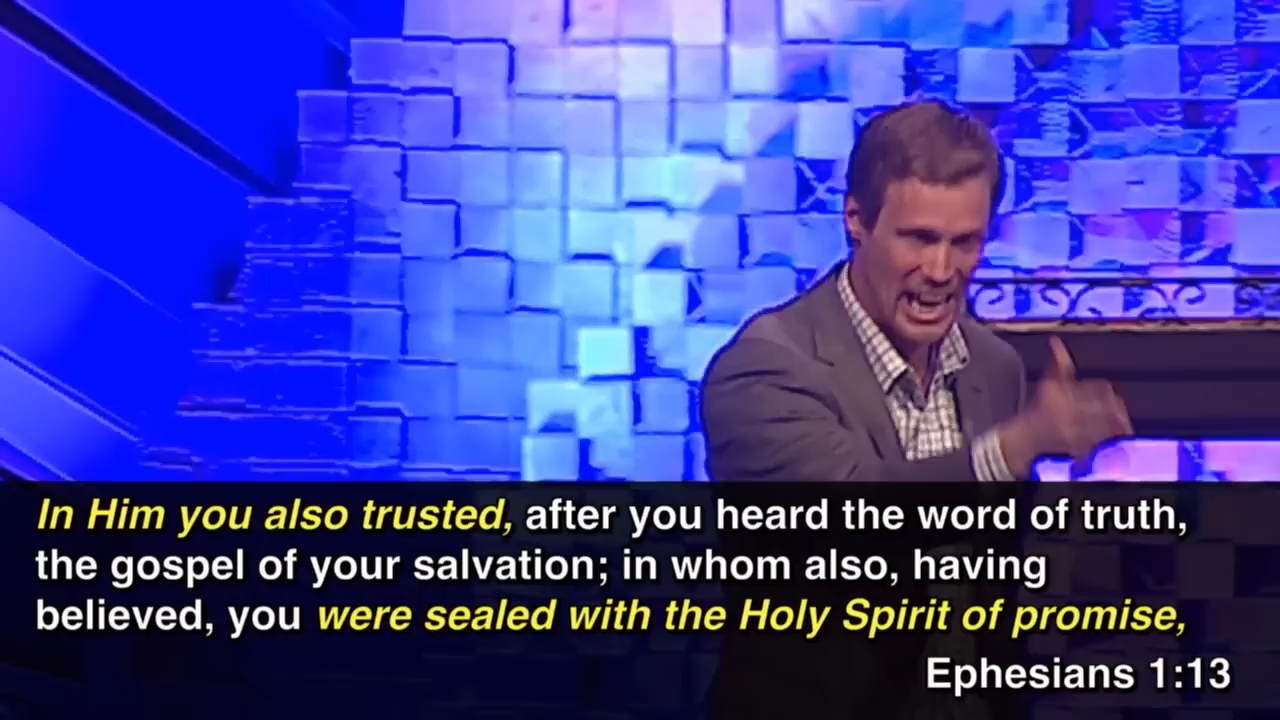 In Him you also trusted, after you heard the word of truth,
the gospel of your salvation; in whom also, having
believed, you were sealed with the Holy Spirit of promise,
Ephesians 1:13